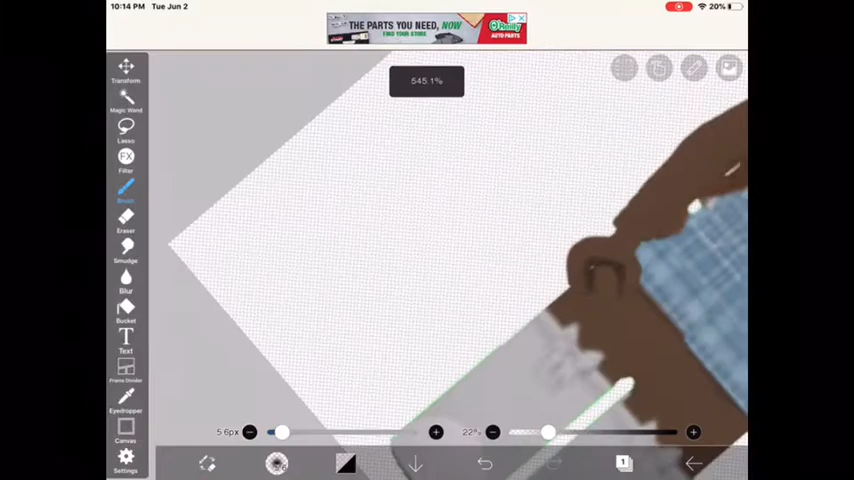 10:14 PM Tue Jun 2
20%
THE PARTS YOU NEED, NOW
FIND YOUR STORE
O'Reilly
AUTO PARTS
545.1%
Transform
Magic Wand
Lasso
FX
Filter
Brush
Eraser
Smudge
Blur
Bucket
T
Text
Frame Divider
Eyedropper
Canvas
Settings
22%
1